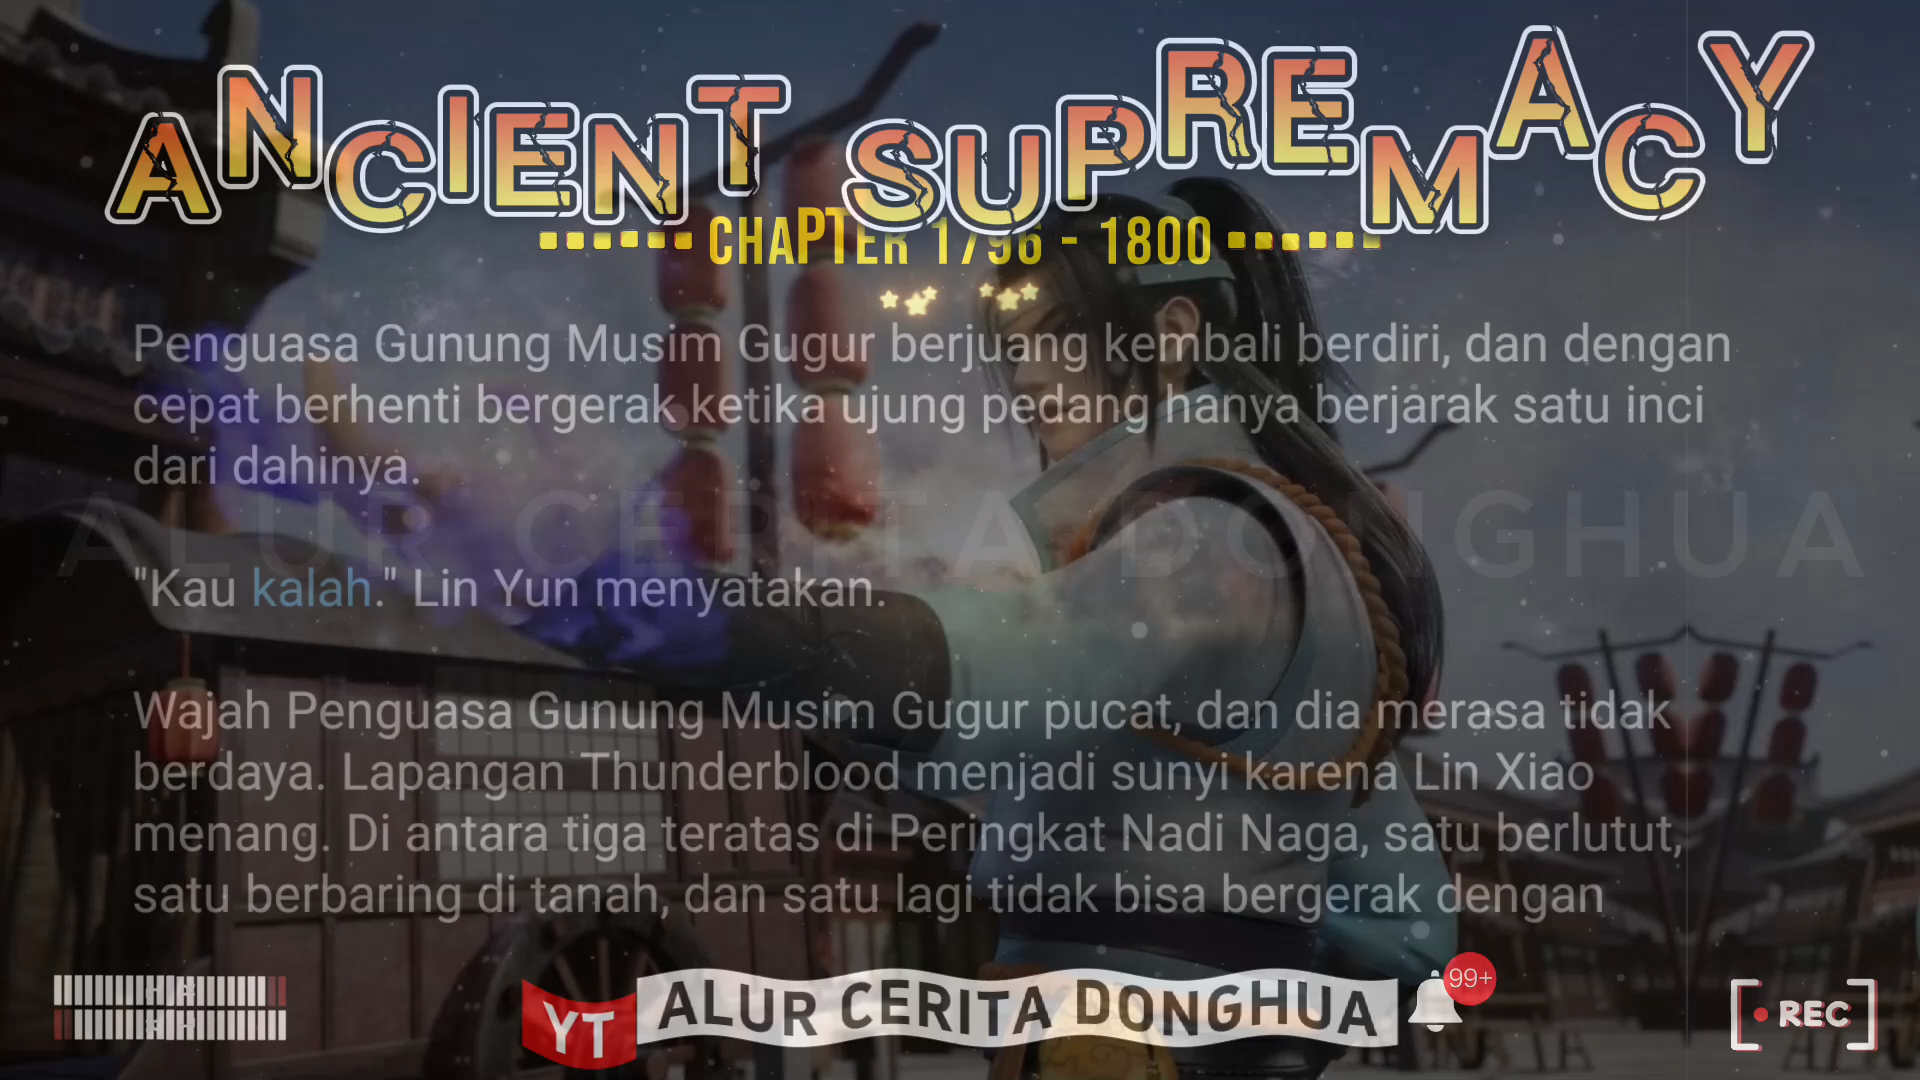 ANCIENT SUPREMACY
CHAPTER 1796 - 1800
Penguasa Gunung Musim Gugur berjuang kembali berdiri, dan dengan
cepat berhenti bergerak ketika ujung pedang hanya berjarak satu inci
dari dahinya.
ALUR CERITA DONGHUA
"Kau kalah." Lin Yun menyatakan.
Wajah Penguasa Gunung Musim Gugur pucat, dan dia merasa tidak
berdaya. Lapangan Thunderblood menjadi sunyi karena Lin Xiao
menang. Di antara tiga teratas di Peringkat Nadi Naga, satu berlutut,
satu berbaring di tanah, dan satu lagi tidak bisa bergerak dengan
YT ALUR CERITA DONGHUA
99+
REC